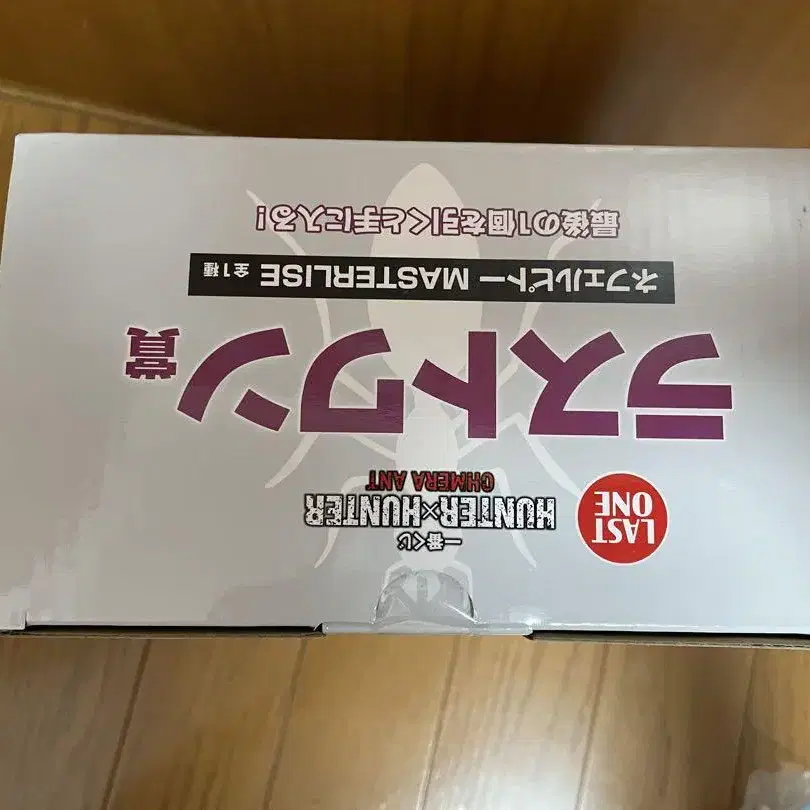 一番くじ
HUNTER×HUNTER
CHIMERA ANT
LAST
ONE
ラストワン賞
ネフェルピトー MASTERLISE 全1種
最後の1個を引くと手に入る!